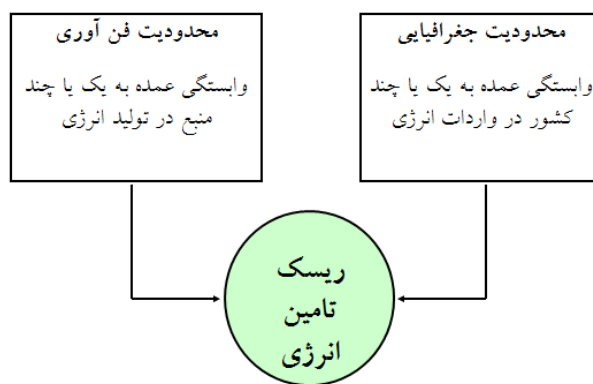 محدودیت جغرافیایی
وابستگی عمده به یک یا چند
کشور در واردات انرژی
محدودیت فن آوری
وابستگی عمده به یک یا چند
منبع در تولید انرژی
ریسک
تامین
انرژی